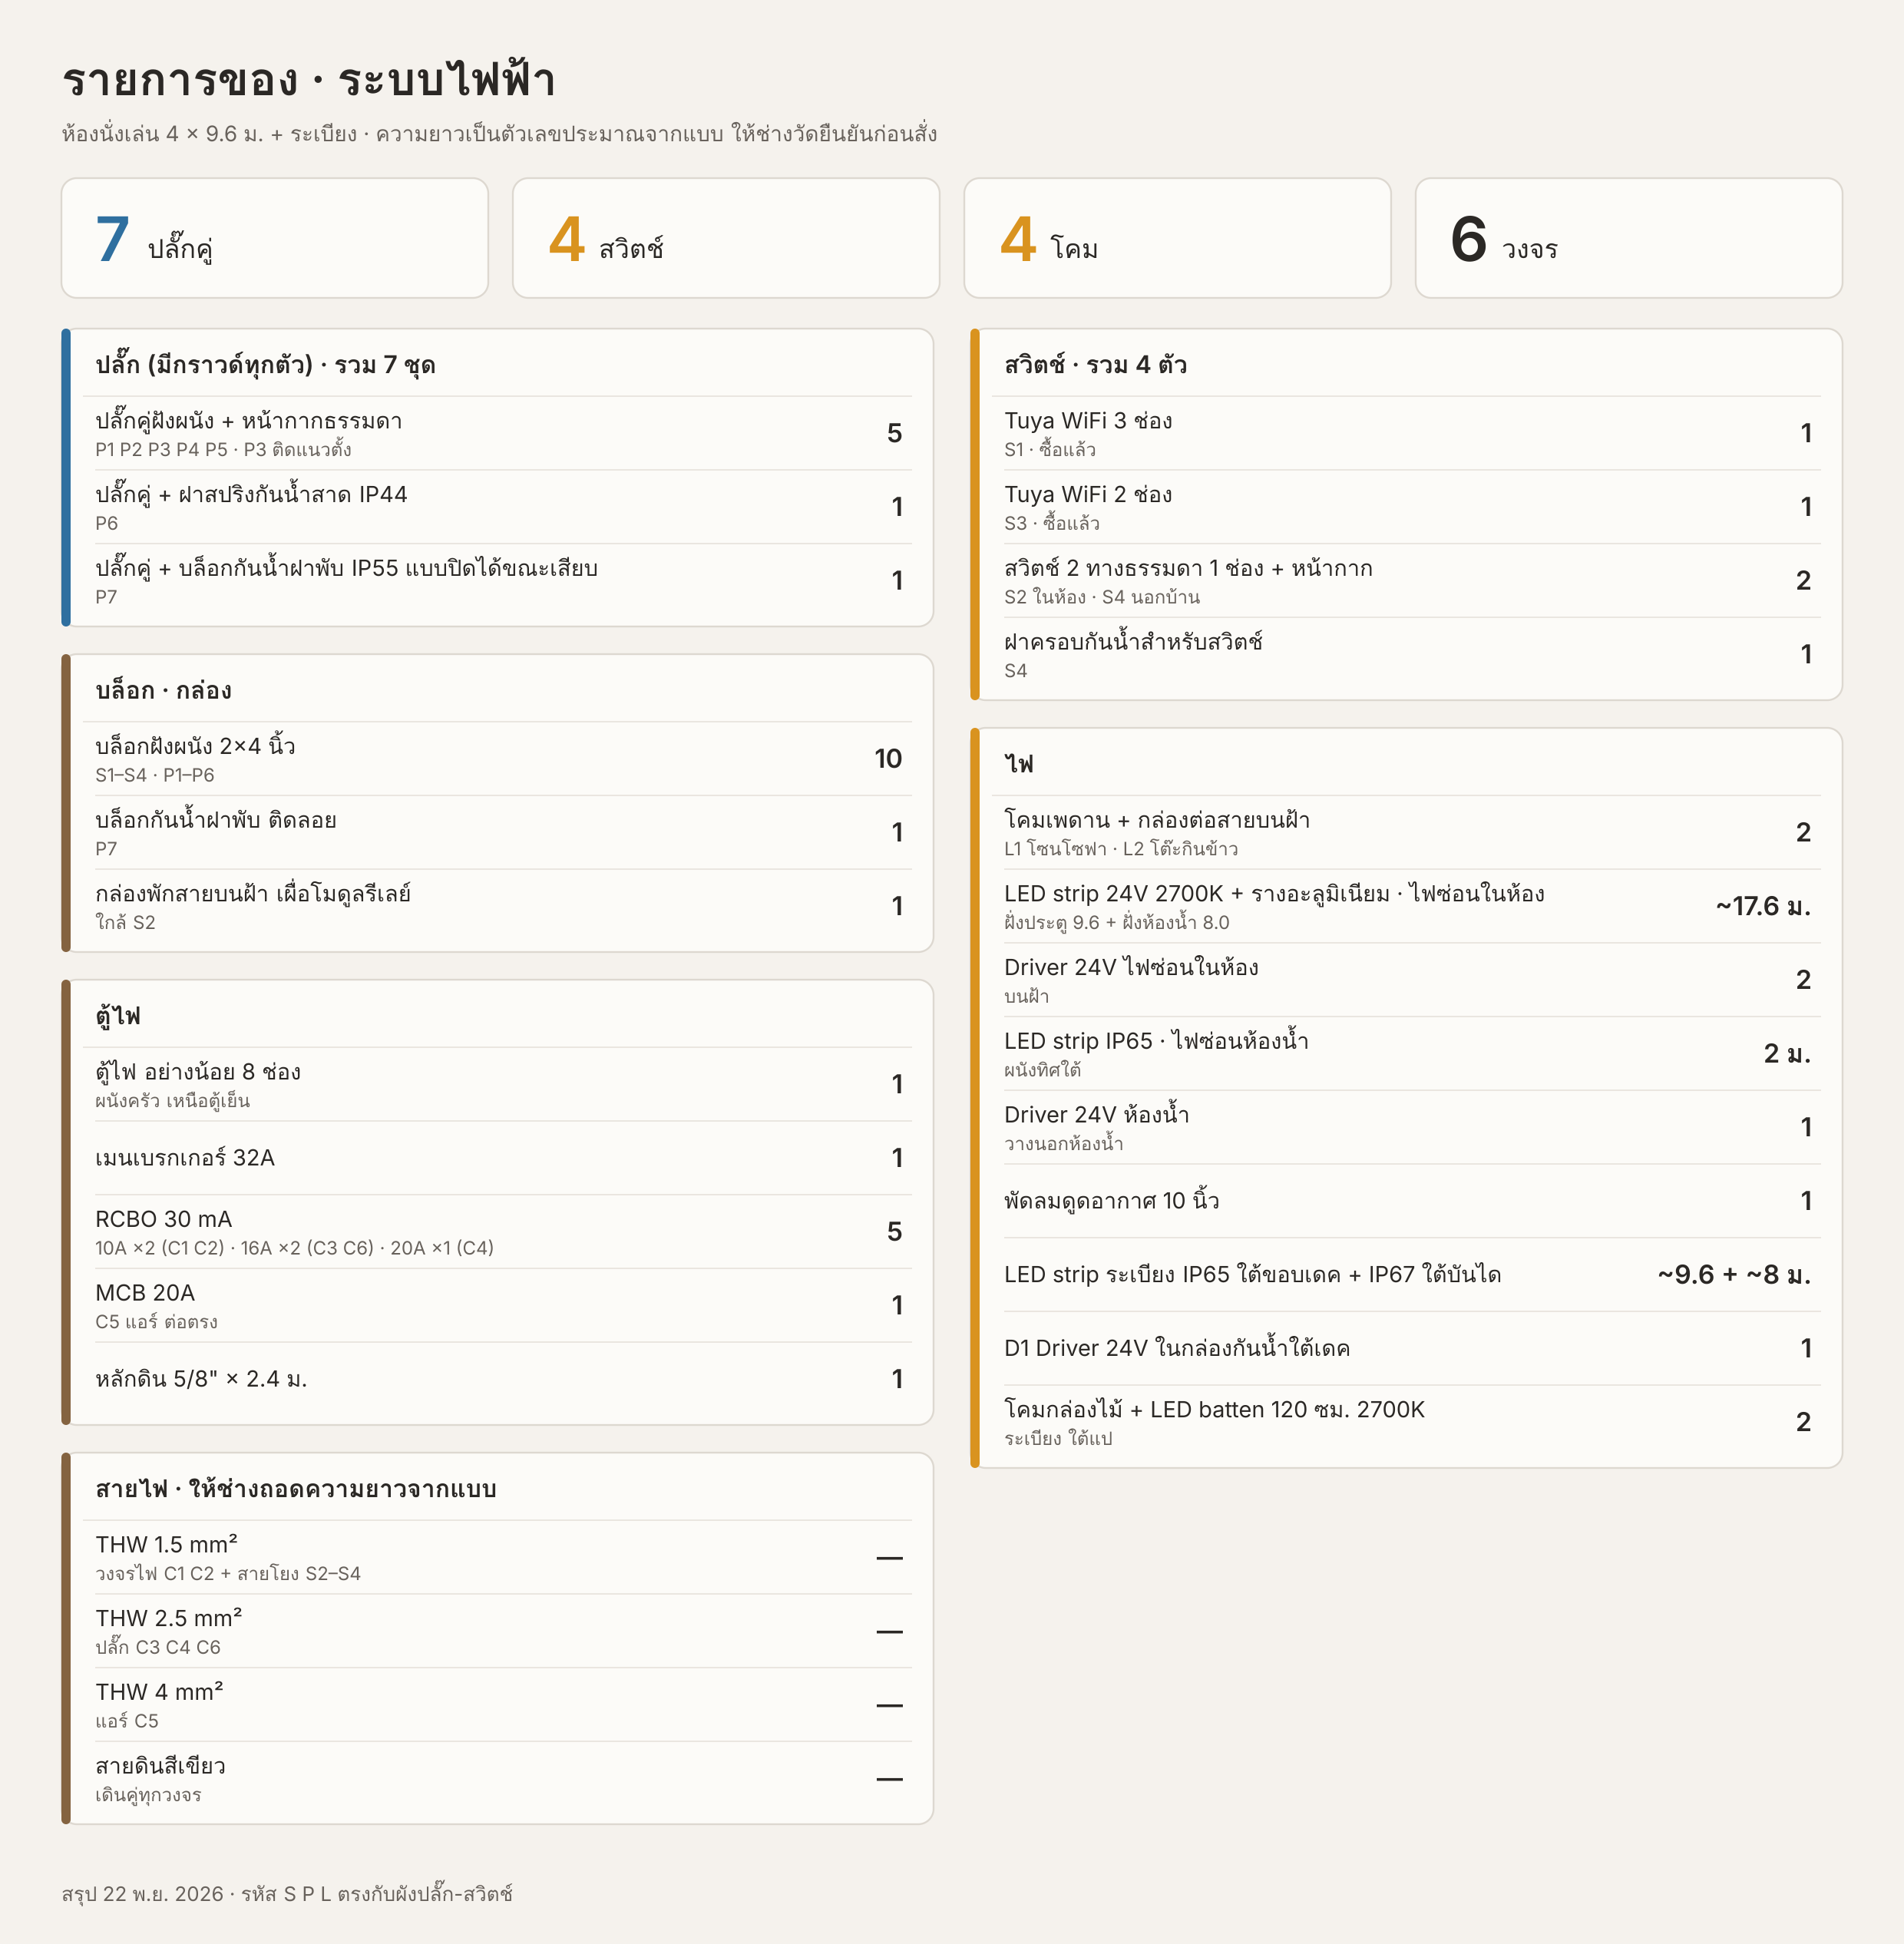 รายการของ · ระบบไฟฟ้า
ห้องนั่งเล่น 4 × 9.6 ม. + ระเบียง · ความยาวเป็นตัวเลขประมาณจากแบบ ให้ช่างวัดยืนยันก่อนสั่ง
7 ปลั๊กคู่
4 สวิตช์
4 โคม
6 วงจร
ปลั๊ก (มีกราวด์ทุกตัว) · รวม 7 ชุด
ปลั๊กคู่ฝังผนัง + หน้ากากธรรมดา 5
P1 P2 P3 P4 P5 · P3 ติดแนวตั้ง
ปลั๊กคู่ + ฝาสปริงกันน้ำสาด IP44 1
P6
ปลั๊กคู่ + บล็อกกันน้ำฝาพับ IP55 แบบปิดได้ขณะเสียบ 1
P7
บล็อก · กล่อง
บล็อกฝังผนัง 2×4 นิ้ว 10
S1–S4 · P1–P6
บล็อกกันน้ำฝาพับ ติดลอย 1
P7
กล่องพักสายบนฝ้า เผื่อโมดูลรีเลย์ 1
ใกล้ S2
ตู้ไฟ
ตู้ไฟ อย่างน้อย 8 ช่อง 1
ผนังครัว เหนือตู้เย็น
เมนเบรกเกอร์ 32A 1
RCBO 30 mA 5
10A ×2 (C1 C2) · 16A ×2 (C3 C6) · 20A ×1 (C4)
MCB 20A 1
C5 แอร์ ต่อตรง
หลักดิน 5/8" × 2.4 ม. 1
สายไฟ · ให้ช่างถอดความยาวจากแบบ
THW 1.5 mm² —
วงจรไฟ C1 C2 + สายโยง S2–S4
THW 2.5 mm² —
ปลั๊ก C3 C4 C6
THW 4 mm² —
แอร์ C5
สายดินสีเขียว —
เดินคู่ทุกวงจร
สวิตช์ · รวม 4 ตัว
Tuya WiFi 3 ช่อง 1
S1 · ซื้อแล้ว
Tuya WiFi 2 ช่อง 1
S3 · ซื้อแล้ว
สวิตช์ 2 ทางธรรมดา 1 ช่อง + หน้ากาก 2
S2 ในห้อง · S4 นอกบ้าน
ฝาครอบกันน้ำสำหรับสวิตช์ 1
S4
ไฟ
โคมเพดาน + กล่องต่อสายบนฝ้า 2
L1 โซนโซฟา · L2 โต๊ะกินข้าว
LED strip 24V 2700K + รางอะลูมิเนียม · ไฟซ่อนในห้อง ~17.6 ม.
ฝั่งประตู 9.6 + ฝั่งห้องน้ำ 8.0
Driver 24V ไฟซ่อนในห้อง 2
บนฝ้า
LED strip IP65 · ไฟซ่อนห้องน้ำ 2 ม.
ผนังทิศใต้
Driver 24V ห้องน้ำ 1
วางนอกห้องน้ำ
พัดลมดูดอากาศ 10 นิ้ว 1
LED strip ระเบียง IP65 ใต้ขอบเดค + IP67 ใต้บันได ~9.6 + ~8 ม.
D1 Driver 24V ในกล่องกันน้ำใต้เดค 1
โคมกล่องไม้ + LED batten 120 ซม. 2700K 2
ระเบียง ใต้แป
สรุป 22 พ.ย. 2026 · รหัส S P L ตรงกับผังปลั๊ก-สวิตช์